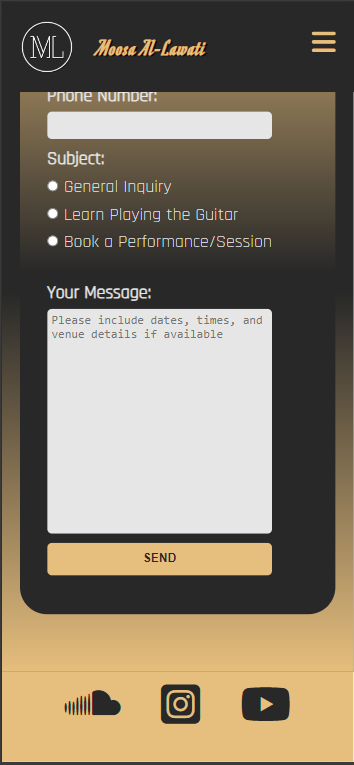 ML
Moosa Al-Lawati
Phone Number:
Subject:
General Inquiry
Learn Playing the Guitar
Book a Performance/Session
Your Message:
Please include dates, times, and
venue details if available
SEND